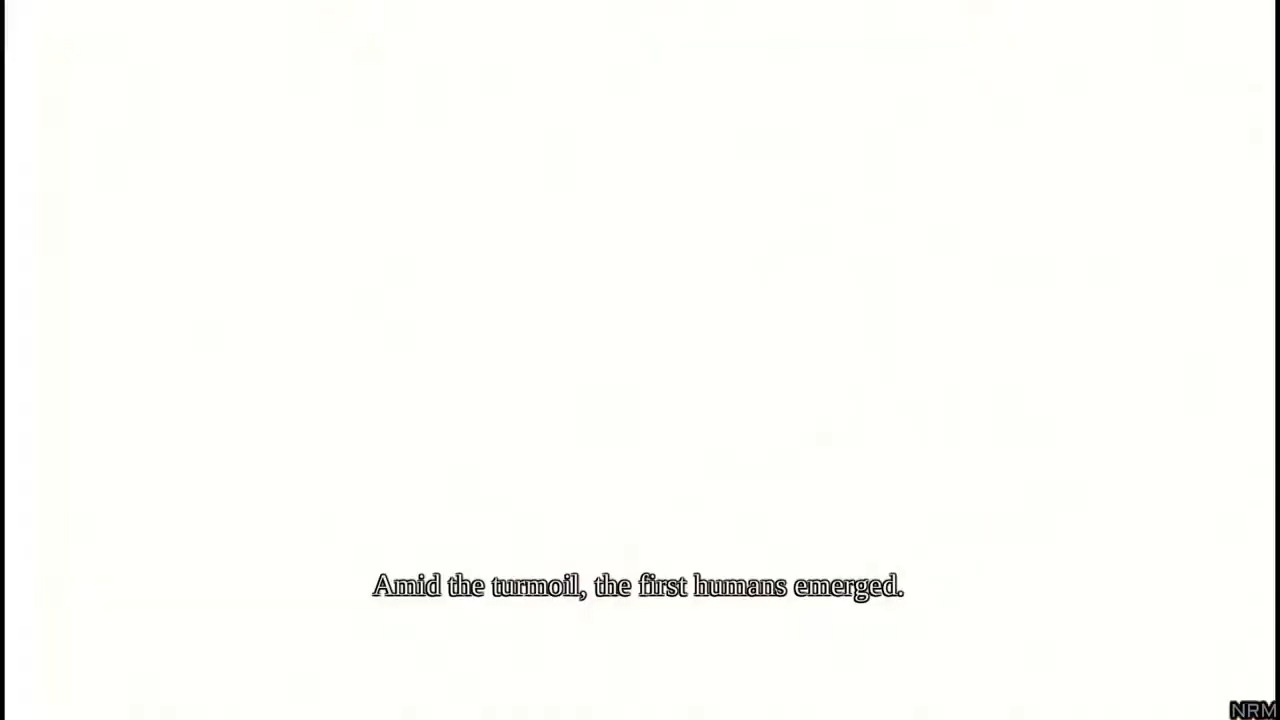 Amid the turmoil, the first humans emerged.
NRM